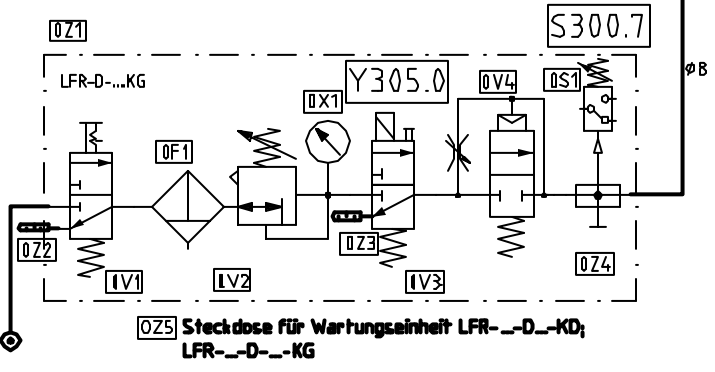 0Z1
S300.7
LFR-D-...KG
Y305.0
0V4
0S1
ØB
0X1
0F1
0Z2
0Z3
0Z4
1V1
1V2
1V3
0Z5 Steckdose für Wartungseinheit LFR-...-D...-KD;
LFR-...-D-...-KG